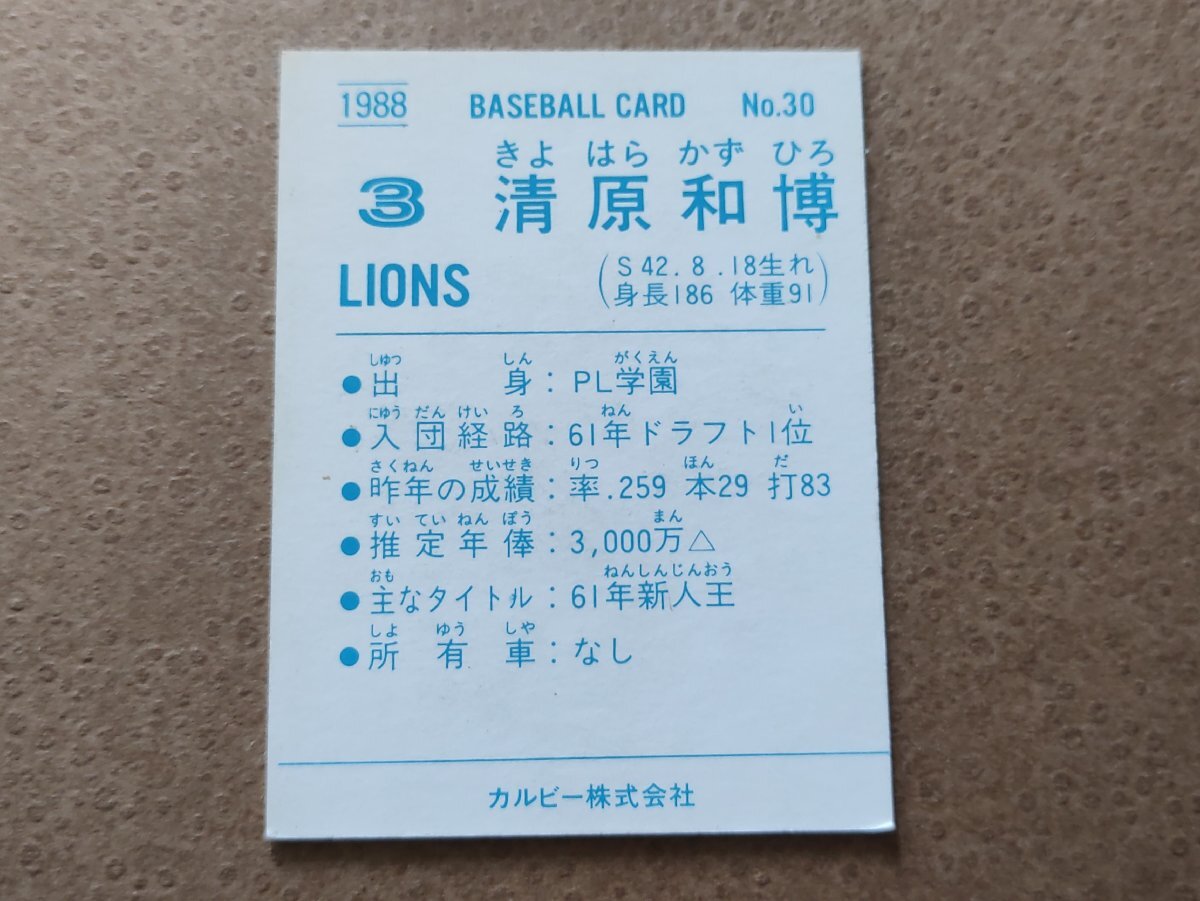 1988 BASEBALL CARD No.30
きよ はら かず ひろ
3 清原和博
LIONS
(S42.8.18生れ
身長186 体重91)
しゅつ しん がくえん
●出身:PL学園
にゆう だん けい ろ ねん い
●入団経路:61年ドラフト1位
さくねん せいせき りつ ほん だ
●昨年の成績:率.259 本29 打83
すい てい ねん ぽう まん
●推定年俸:3,000万△
おも ねんしんじんおう
●主なタイトル:61年新人王
しよ ゆう しや
●所有車:なし
カルビー株式会社